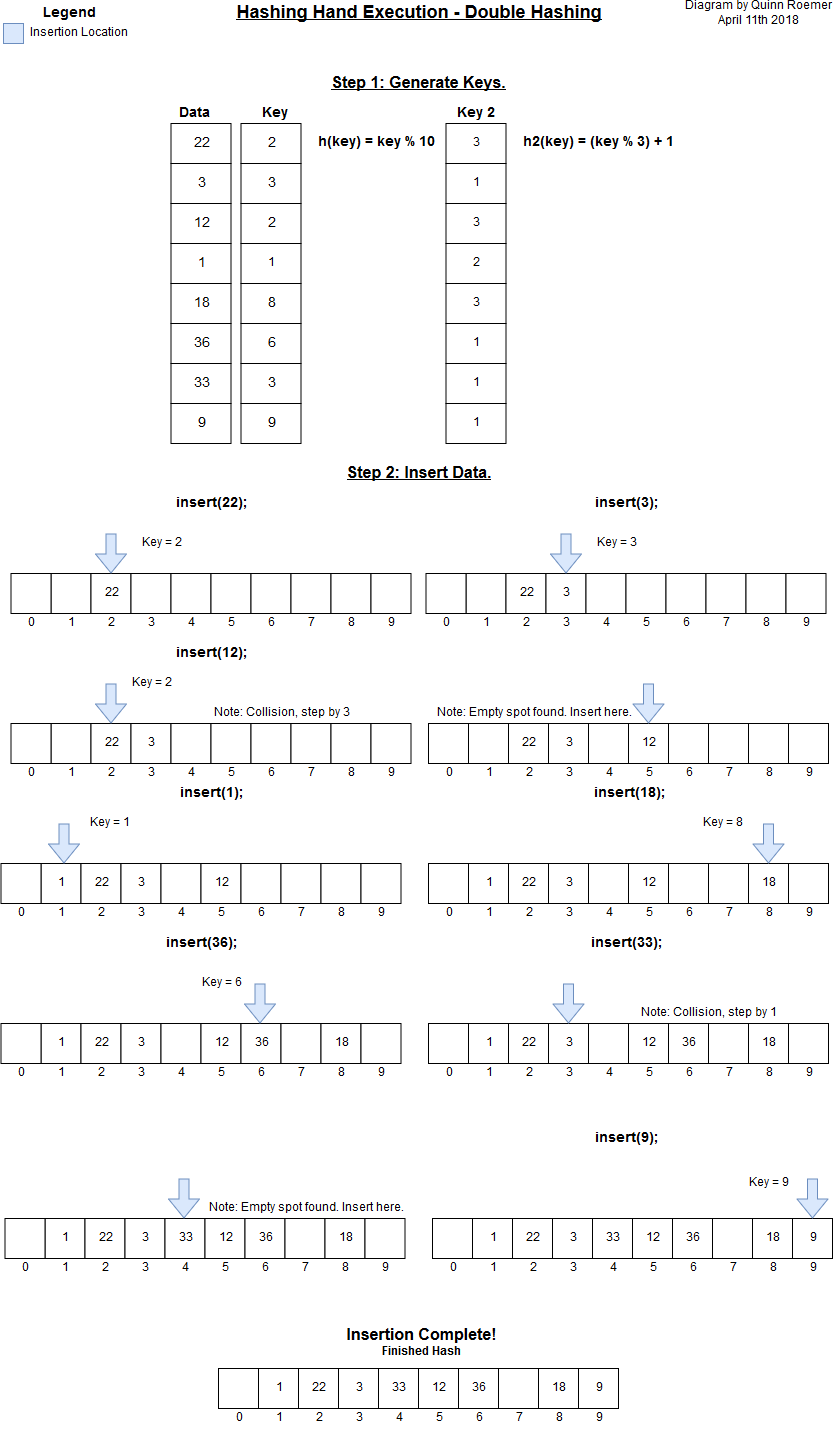 Legend
Hashing Hand Execution - Double Hashing
Diagram by Quinn Roemer
April 11th 2018
Insertion Location
Step 1: Generate Keys.
Data Key Key 2
22 2 h(key) = key % 10 3 h2(key) = (key % 3) + 1
3 3 1
12 2 3
1 1 2
18 8 3
36 6 1
33 3 1
9 9 1
Step 2: Insert Data.
insert(22);
Key = 2
22
0 1 2 3 4 5 6 7 8 9
insert(3);
Key = 3
22 3
0 1 2 3 4 5 6 7 8 9
insert(12);
Key = 2
Note: Collision, step by 3
22 3
0 1 2 3 4 5 6 7 8 9
Note: Empty spot found. Insert here.
22 3 12
0 1 2 3 4 5 6 7 8 9
insert(1);
Key = 1
1 22 3 12
0 1 2 3 4 5 6 7 8 9
insert(18);
Key = 8
1 22 3 12 18
0 1 2 3 4 5 6 7 8 9
insert(36);
Key = 6
1 22 3 12 36 18
0 1 2 3 4 5 6 7 8 9
insert(33);
Note: Collision, step by 1
1 22 3 12 36 18
0 1 2 3 4 5 6 7 8 9
Note: Empty spot found. Insert here.
1 22 3 33 12 36 18
0 1 2 3 4 5 6 7 8 9
insert(9);
Key = 9
1 22 3 33 12 36 18 9
0 1 2 3 4 5 6 7 8 9
Insertion Complete!
Finished Hash
1 22 3 33 12 36 18 9
0 1 2 3 4 5 6 7 8 9